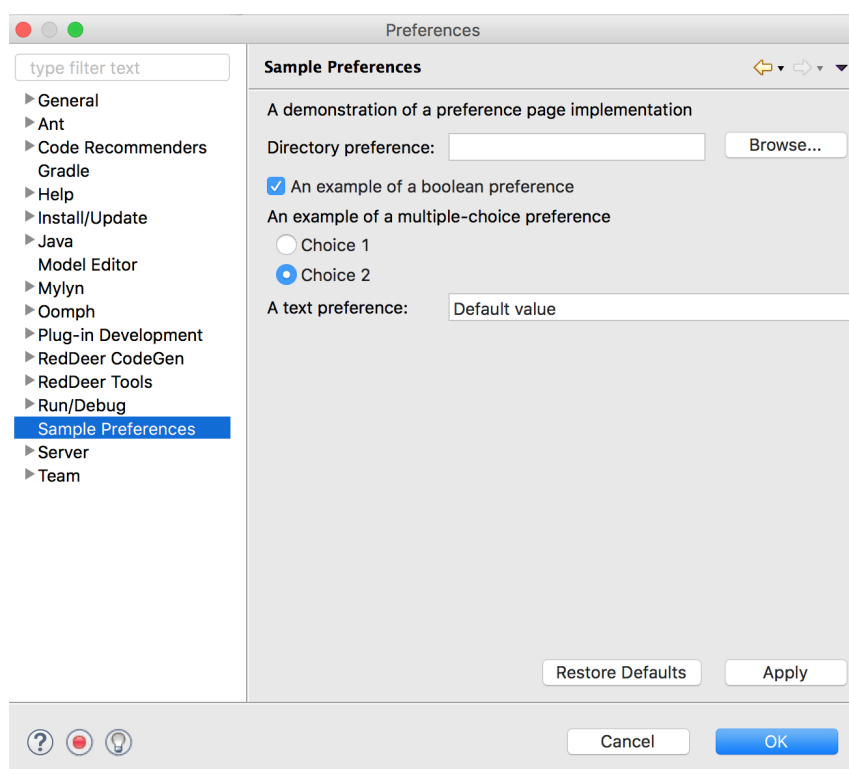 Preferences
type filter text
General
Ant
Code Recommenders
Gradle
Help
Install/Update
Java
Model Editor
Mylyn
Oomph
Plug-in Development
RedDeer CodeGen
RedDeer Tools
Run/Debug
Sample Preferences
Server
Team
Sample Preferences
A demonstration of a preference page implementation
Directory preference:
Browse...
An example of a boolean preference
An example of a multiple-choice preference
Choice 1
Choice 2
A text preference: Default value
Restore Defaults Apply
? Cancel OK